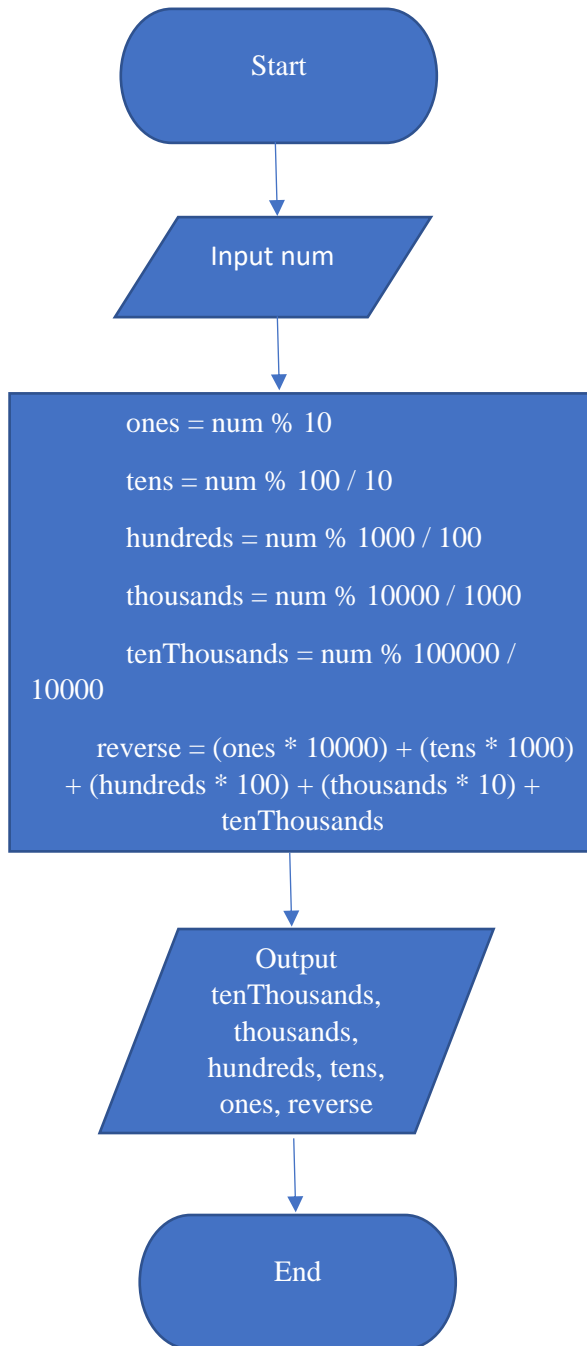 Start
Input num
ones = num % 10
tens = num % 100 / 10
hundreds = num % 1000 / 100
thousands = num % 10000 / 1000
tenThousands = num % 100000 /
10000
reverse = (ones * 10000) + (tens * 1000)
+ (hundreds * 100) + (thousands * 10) +
tenThousands
Output
tenThousands,
thousands,
hundreds, tens,
ones, reverse
End